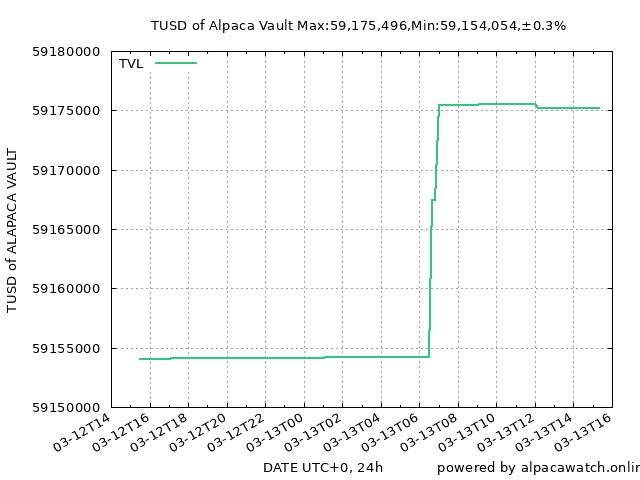 TUSD of Alpaca Vault Max:59,175,496,Min:59,154,054,±0.3%
TVL
59180000
59175000
59170000
59165000
59160000
59155000
59150000
TUSD of ALAPACA VAULT
03-12T14
03-12T16
03-12T18
03-12T20
03-12T22
03-13T00
03-13T02
03-13T04
03-13T06
03-13T08
03-13T10
03-13T12
03-13T14
03-13T16
DATE UTC+0, 24h
powered by alpacawatch.onlin